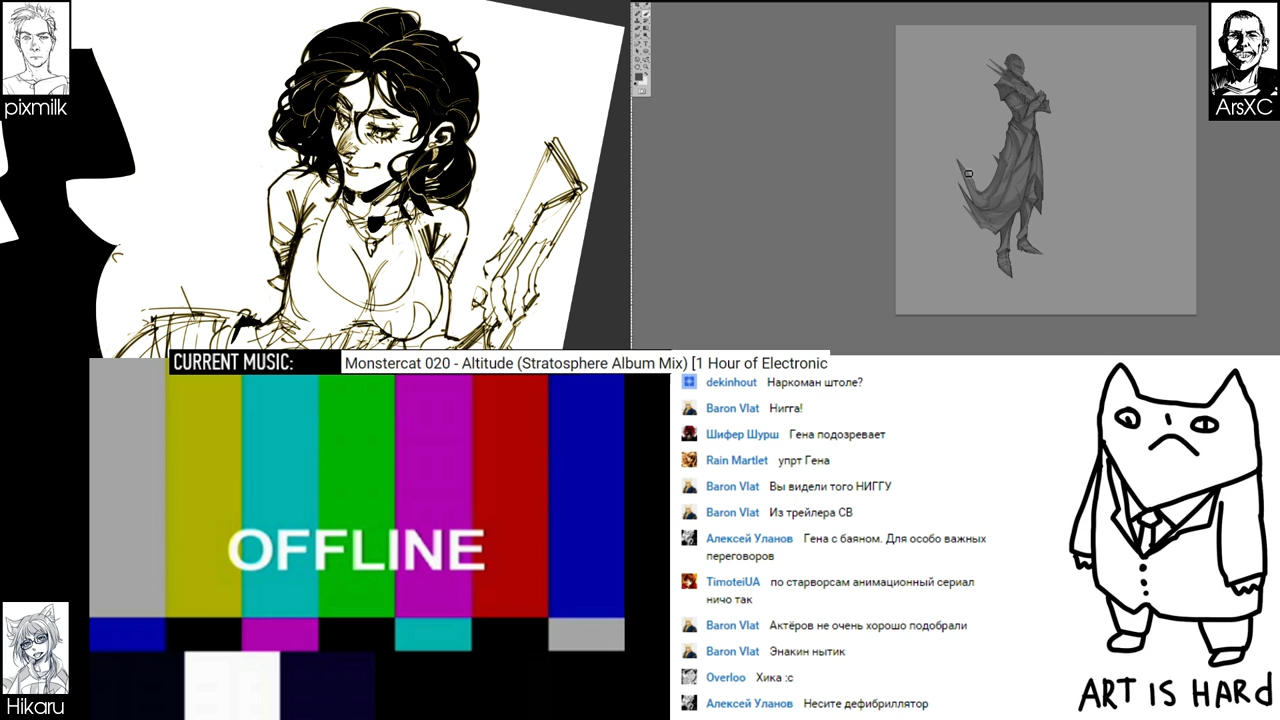 pixmilk
ArsXC
CURRENT MUSIC:
Monstercat 020 - Altitude (Stratosphere Album Mix) [1 Hour of Electronic
dekinhout Наркоман штоле?
Baron Vlat Нигга!
Шифер Шурш Гена подозревает
Rain Martlet упрт Гена
Baron Vlat Вы видели того НИГГУ
Baron Vlat Из трейлера СВ
Алексей Уланов Гена с баяном. Для особо важных
переговоров
TimoteiUA по старворсам анимационный сериал
ничо так
Baron Vlat Актёров не очень хорошо подобрали
Baron Vlat Энакин нытик
Overloo Хика :с
Алексей Уланов Несите дефибриллятор
OFFLINE
Hikaru
ART IS HARd